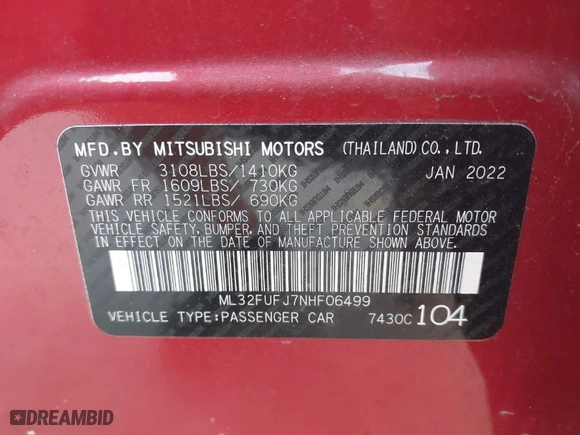 MFD.BY MITSUBISHI MOTORS (THAILAND)CO.,LTD.
GVWR 3108LBS/1410KG JAN 2022
GAWR FR 1609LBS/ 730KG
GAWR RR 1521LBS/ 690KG
THIS VEHICLE CONFORMS TO ALL APPLICABLE FEDERAL MOTOR
VEHICLE SAFETY, BUMPER, AND THEFT PREVENTION STANDARDS
IN EFFECT ON THE DATE OF MANUFACTURE SHOWN ABOVE.
ML32FUFJ7NHF06499
VEHICLE TYPE:PASSENGER CAR 7430C 104
DREAMBID